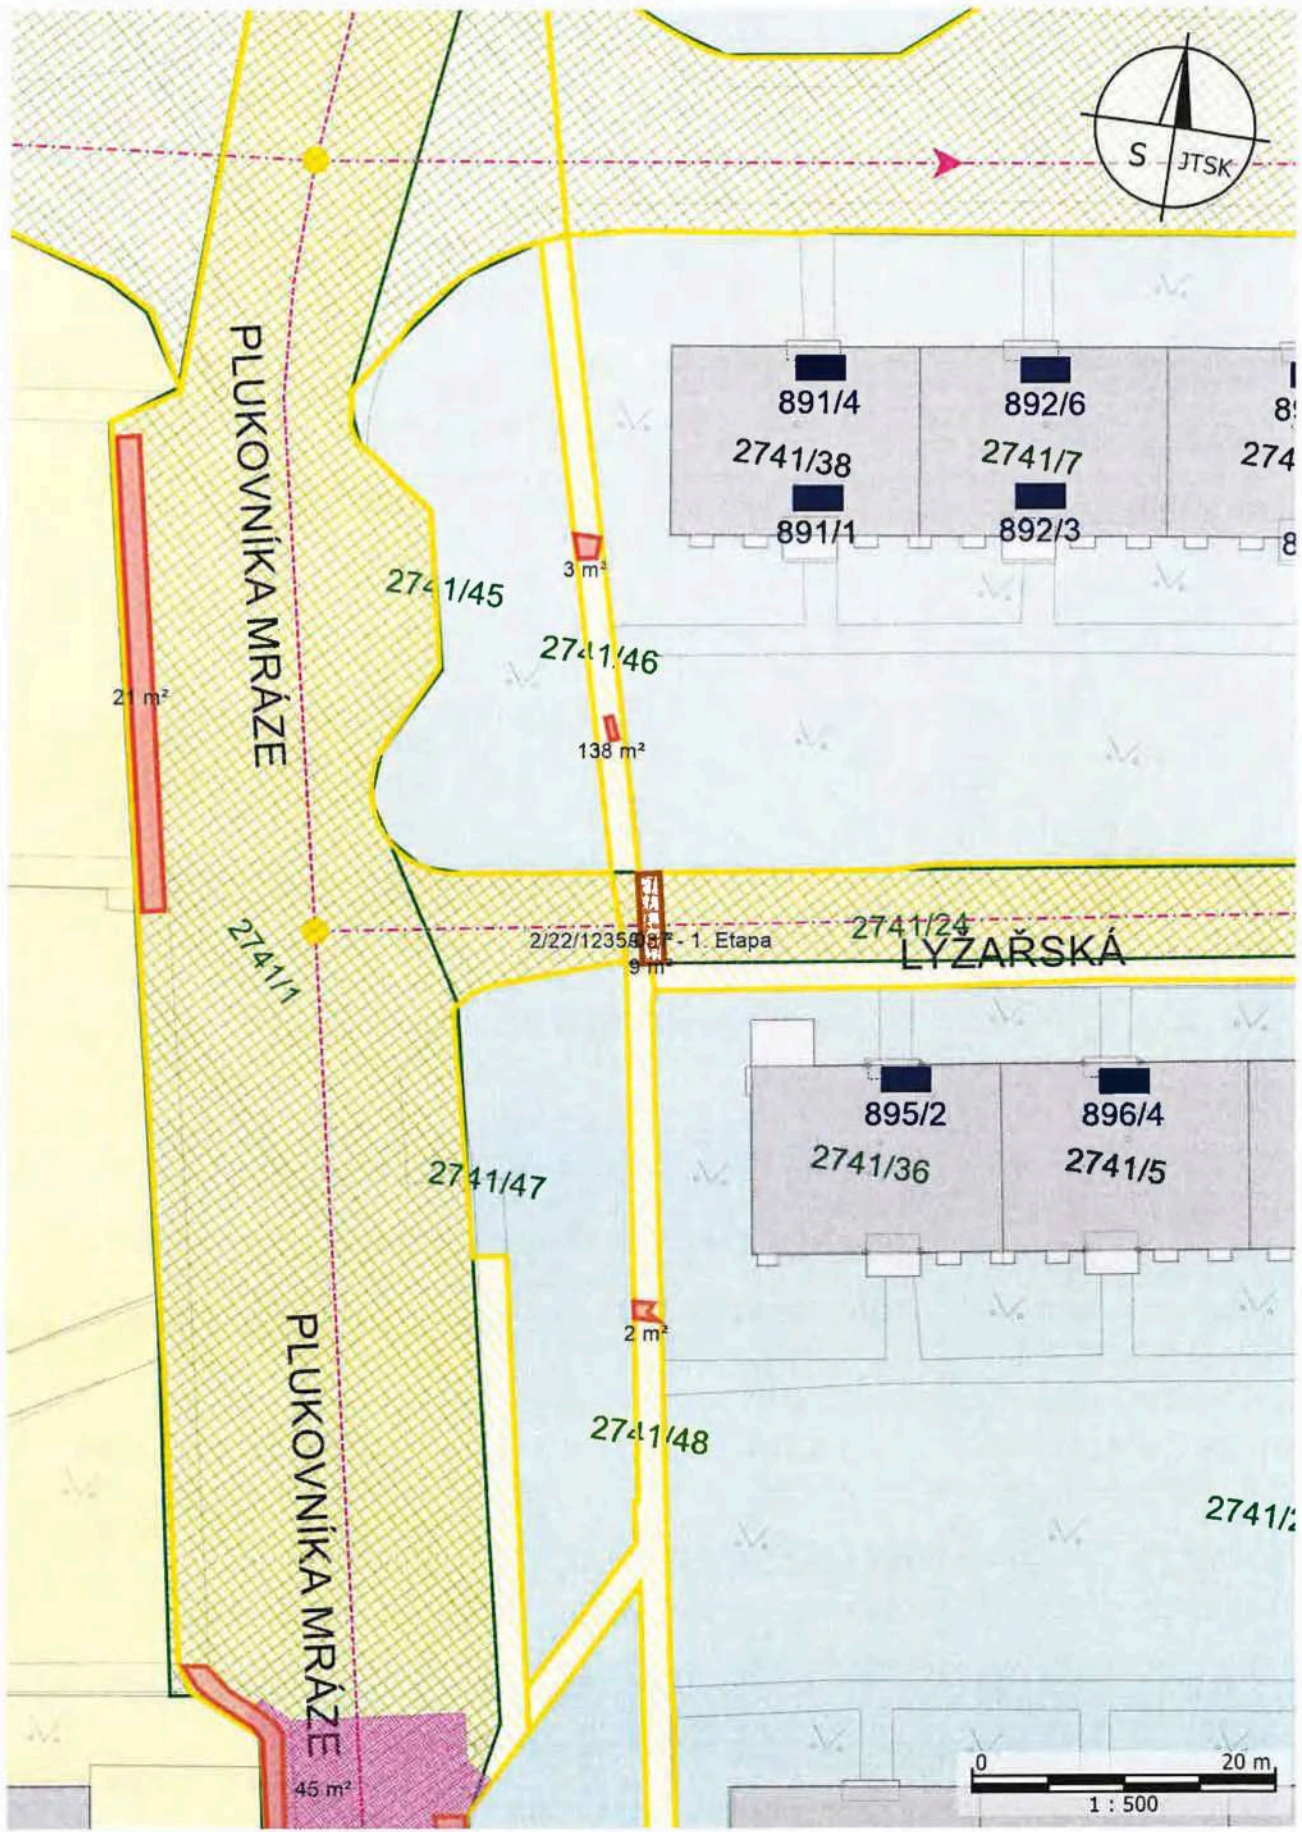 S JTSK
PLUKOVNÍKA MRÁZE
891/4
892/6
2741/38
2741/7
891/1
892/3
3 m²
2741/45
2741/46
21 m²
138 m²
2741/1
2741/24
LYŽAŘSKÁ
- 1. Etapa
9 m²
895/2
896/4
2741/36
2741/5
2741/47
2 m²
PLUKOVNÍKA MRÁZE
2741/48
45 m²
0 20 m
1 : 500